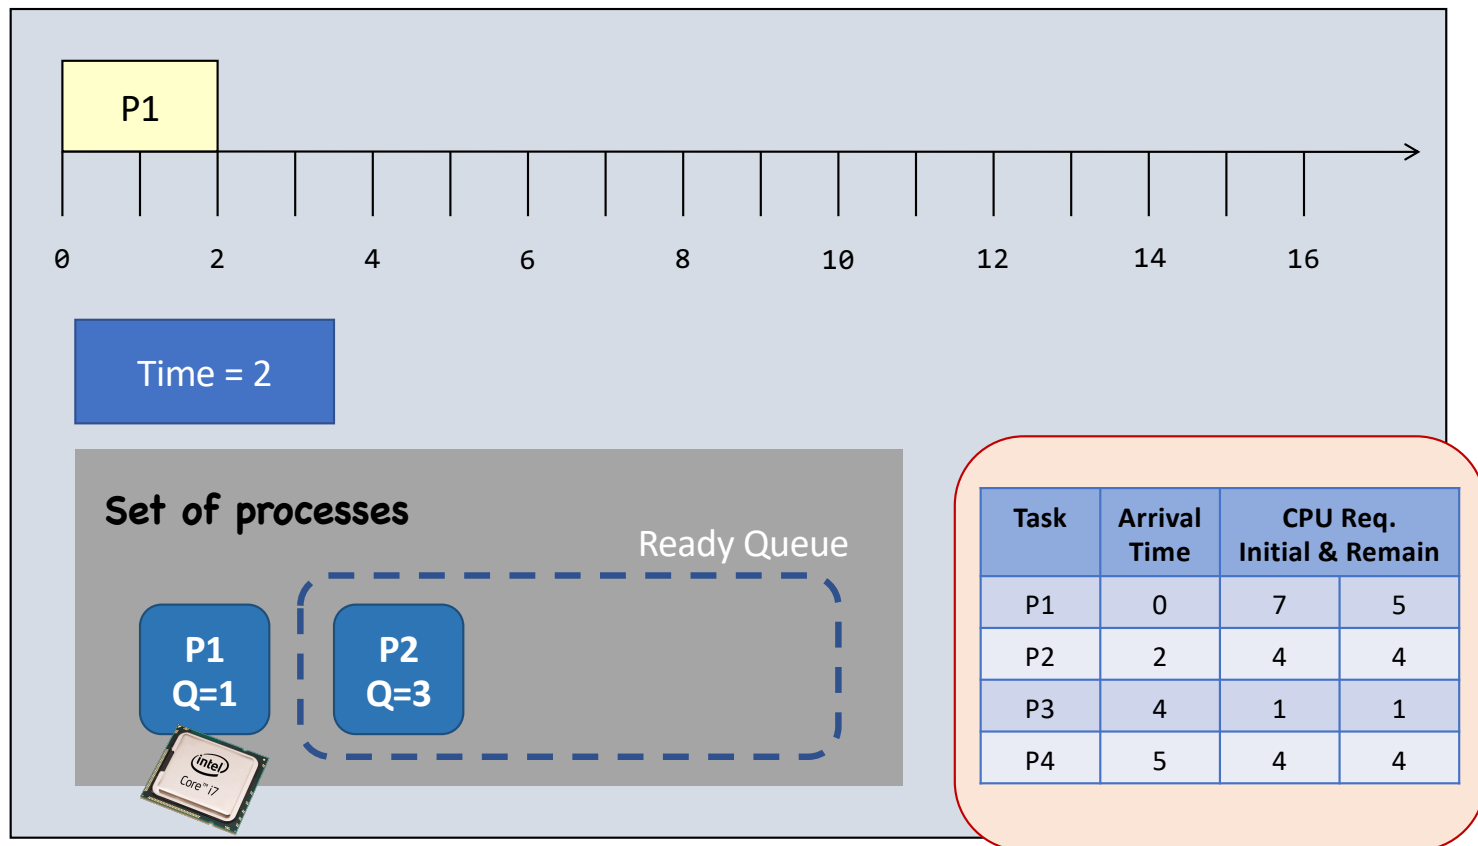 P1
0 2 4 6 8 10 12 14 16
Time = 2
Set of processes
Ready Queue
P1
Q=1
P2
Q=3
intel
Core™ i7
Task Arrival Time CPU Req. Initial & Remain
P1 0 7 5
P2 2 4 4
P3 4 1 1
P4 5 4 4